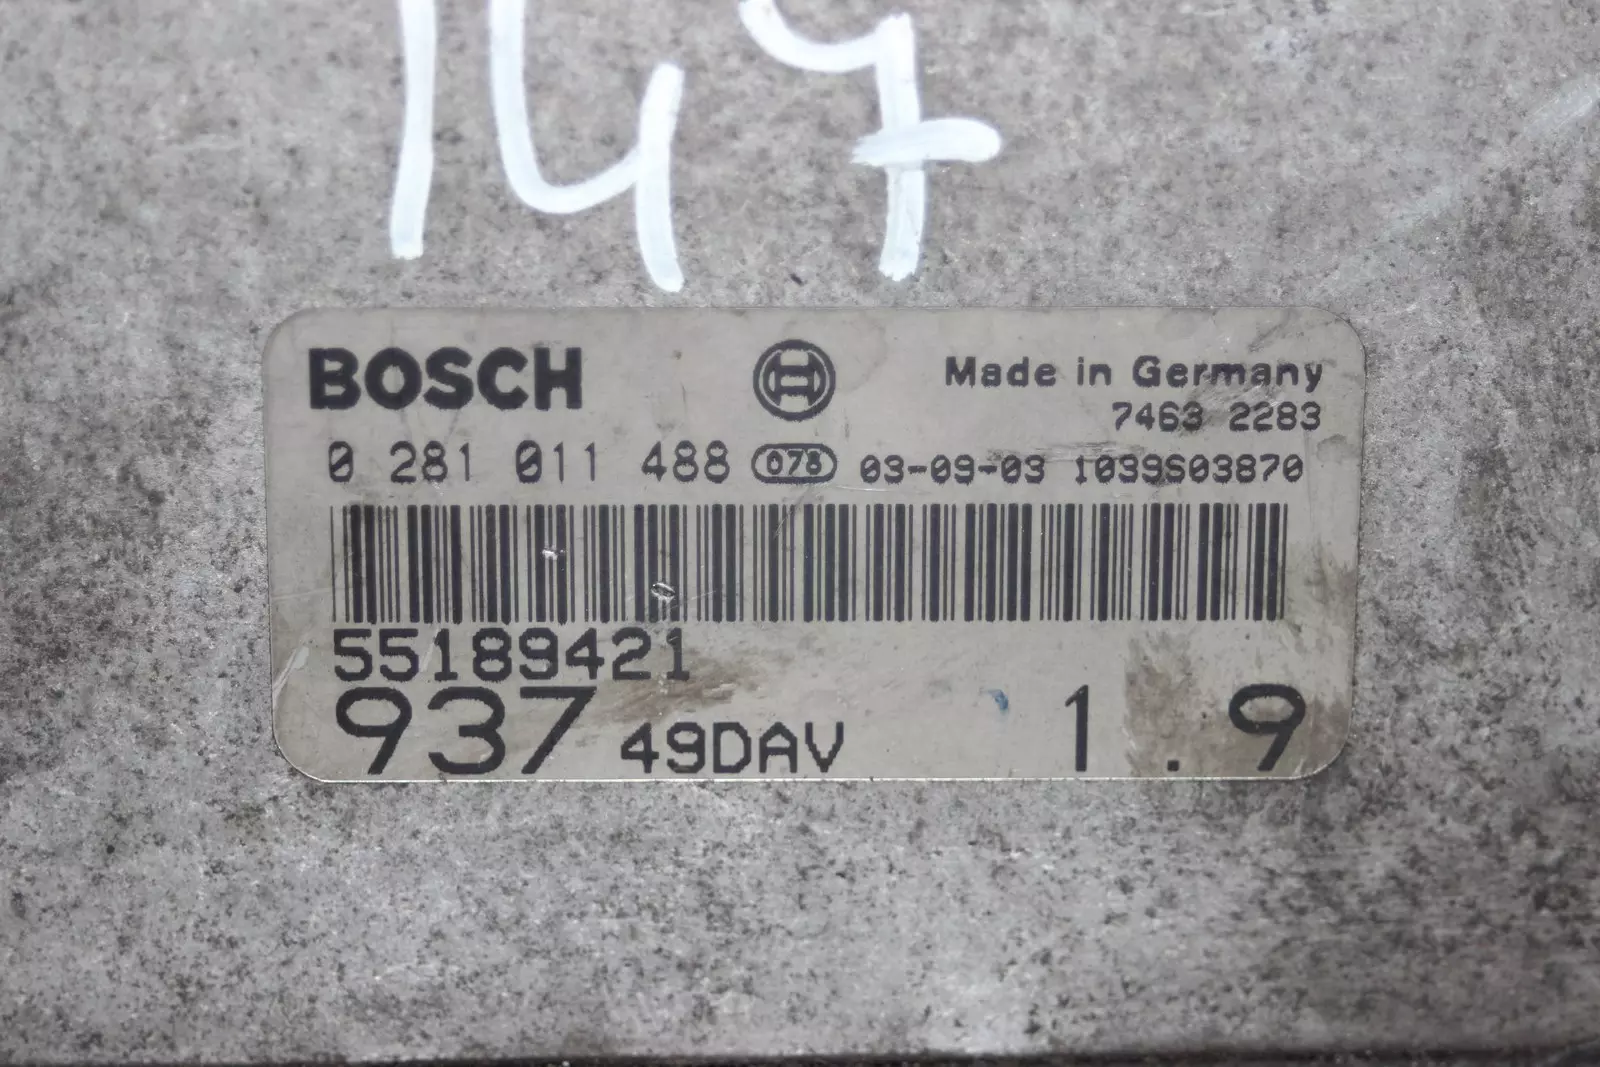 147
BOSCH Made in Germany
7463 2283
0 281 011 488 078 03-09-03 1039S03870
55189421
937 49DAV 1.9